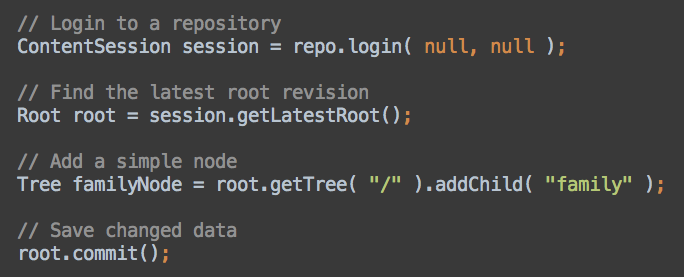 // Login to a repository
ContentSession session = repo.login( null, null );
// Find the latest root revision
Root root = session.getLatestRoot();
// Add a simple node
Tree familyNode = root.getTree( "/" ).addChild( "family" );
// Save changed data
root.commit();